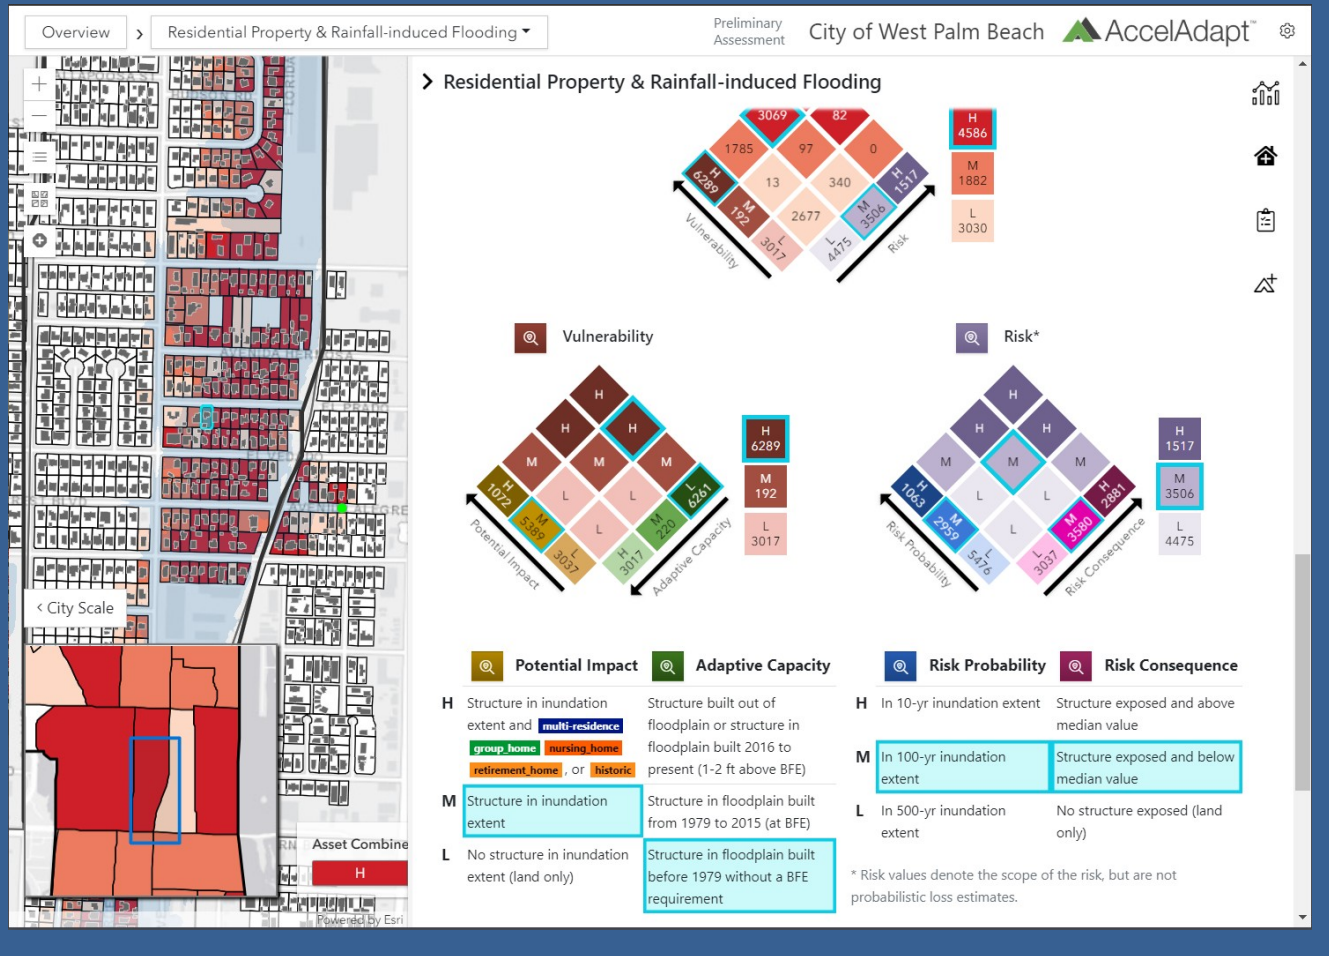 Overview
Residential Property & Rainfall-induced Flooding
Preliminary
Assessment
City of West Palm Beach
AccelAdapt™
Residential Property & Rainfall-induced Flooding
3069
82
H
4586
1785
97
0
M
1882
H
6289
13
340
H
1517
M
192
2677
M
3506
L
3030
L
3017
L
4475
Vulnerability
Risk
Vulnerability
Risk*
H
H
H
M
M
M
H
1072
L
L
L
6261
M
5389
L
M
220
L
3037
H
3017
Potential Impact
Adaptive Capacity
H
6289
M
192
L
3017
H
H
H
M
M
M
H
1063
L
L
H
2881
M
2959
L
M
3580
L
5476
L
3037
Risk Probability
Risk Consequence
H
1517
M
3506
L
4475
Potential Impact
Adaptive Capacity
Risk Probability
Risk Consequence
H
Structure in inundation
extent and multi-residence
group_home nursing_home
retirement_home , or historic
Structure built out of
floodplain or structure in
floodplain built 2016 to
present (1-2 ft above BFE)
M
Structure in inundation
extent
Structure in floodplain built
from 1979 to 2015 (at BFE)
L
No structure in inundation
extent (land only)
Structure in floodplain built
before 1979 without a BFE
requirement
H
In 10-yr inundation extent
Structure exposed and above
median value
M
In 100-yr inundation
extent
Structure exposed and below
median value
L
In 500-yr inundation
extent
No structure exposed (land
only)
* Risk values denote the scope of the risk, but are not
probabilistic loss estimates.
AVENIDA HERMOSA
EL PRADO
EL VEDADO
FLORIDA
< City Scale
Asset Combine
H
Powered by Esri